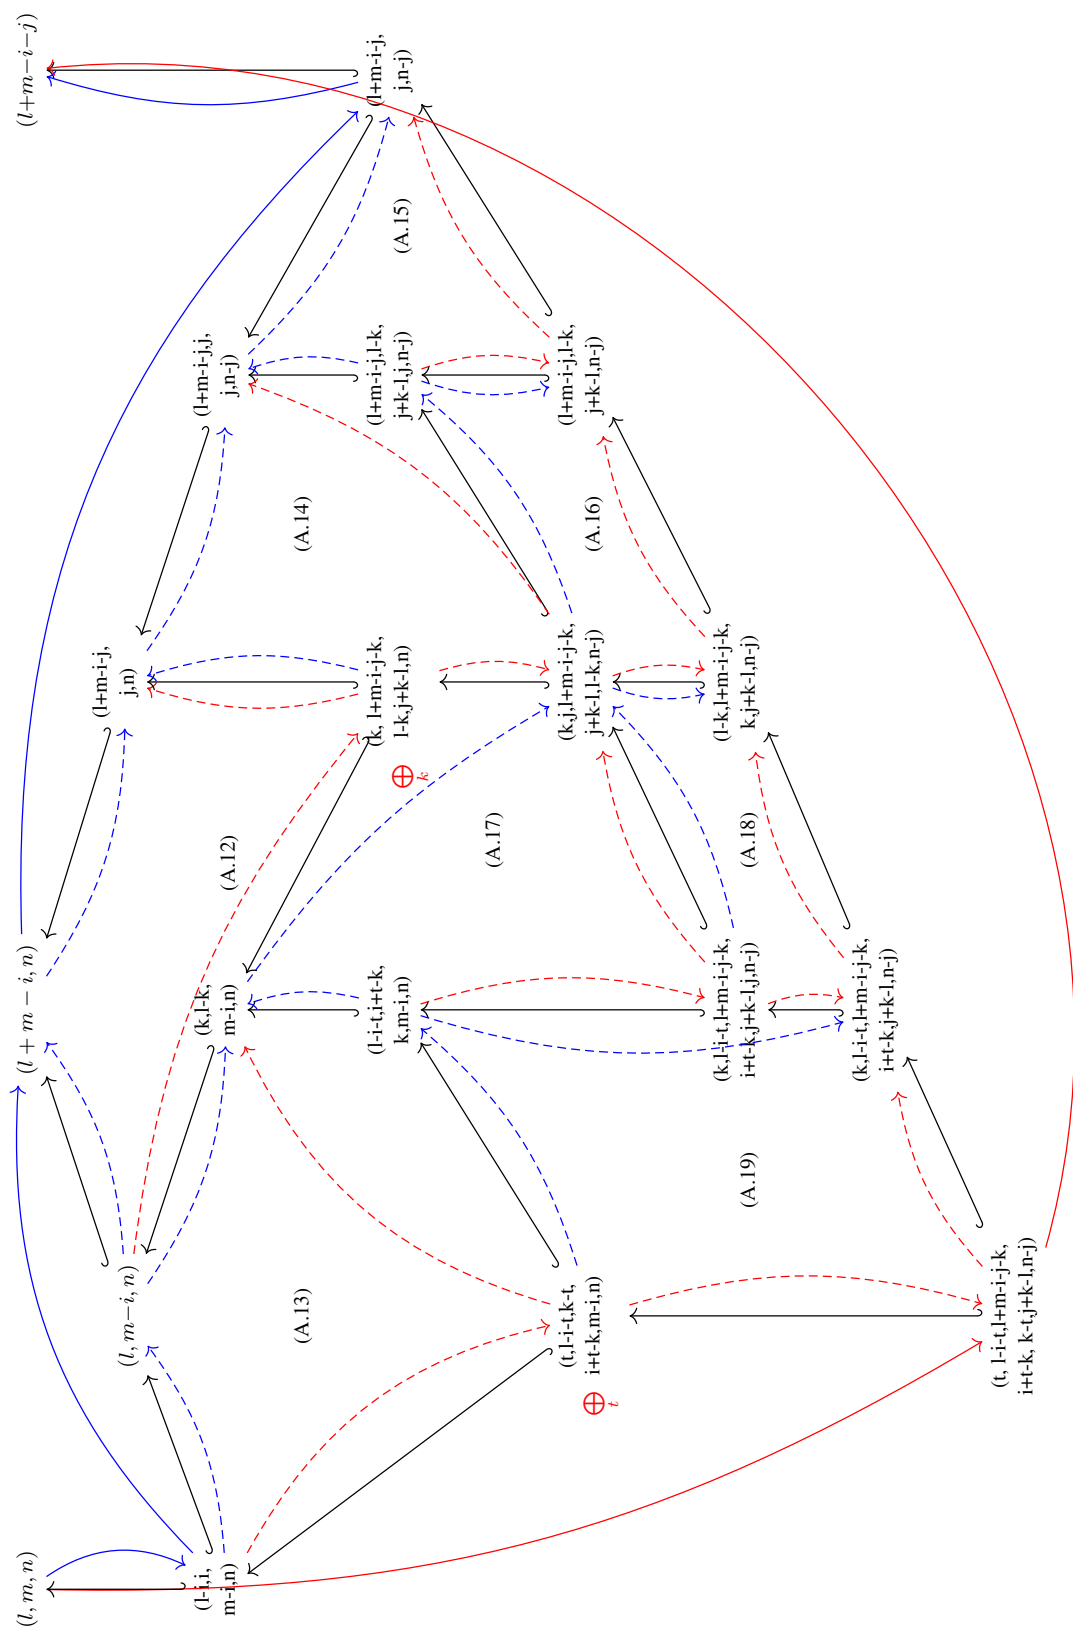 (l, m, n)
(l + m − i, n)
(l+m−i−j)
(l, m−i, n)
(l+m-i-j,
j,n)
(l-i,i,
m-i,n)
(k,l-k,
m-i,n)
(A.12)
(l+m-i-j,j,
j,n-j)
(A.13)
(A.14)
(l-i-t,i+t-k,
k,m-i,n)
⊕
k
(k, l+m-i-j-k,
l-k,j+k-l,n)
(l+m-i-j,l-k,
j+k-l,j,n-j)
(A.15)
(l+m-i-j,
j,n-j)
(A.17)
⊕
t
(t,l-i-t,k-t,
i+t-k,m-i,n)
(k,j,l+m-i-j-k,
j+k-l,l-k,n-j)
(A.16)
(l+m-i-j,l-k,
j+k-l,n-j)
(A.19)
(k,l-i-t,l+m-i-j-k,
i+t-k,j+k-l,j,n-j)
(A.18)
(l-k,l+m-i-j-k,
k,j+k-l,n-j)
(k,l-i-t,l+m-i-j-k,
i+t-k,j+k-l,n-j)
(t, l-i-t,l+m-i-j-k,
i+t-k, k-t,j+k-l,n-j)